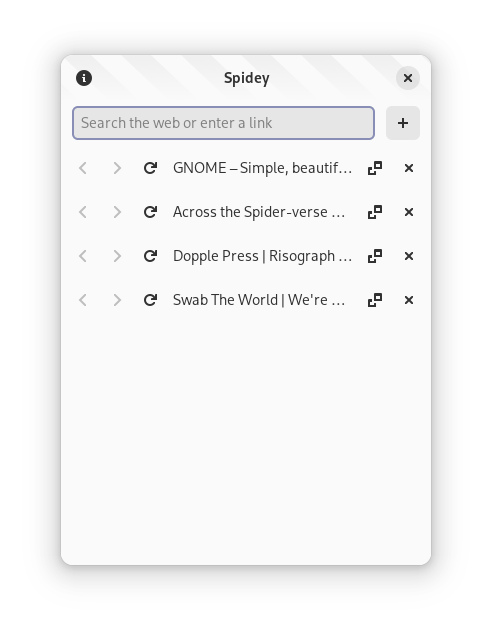 Spidey
Search the web or enter a link
GNOME – Simple, beautif…
Across the Spider-verse …
Dopple Press | Risograph …
Swab The World | We're …